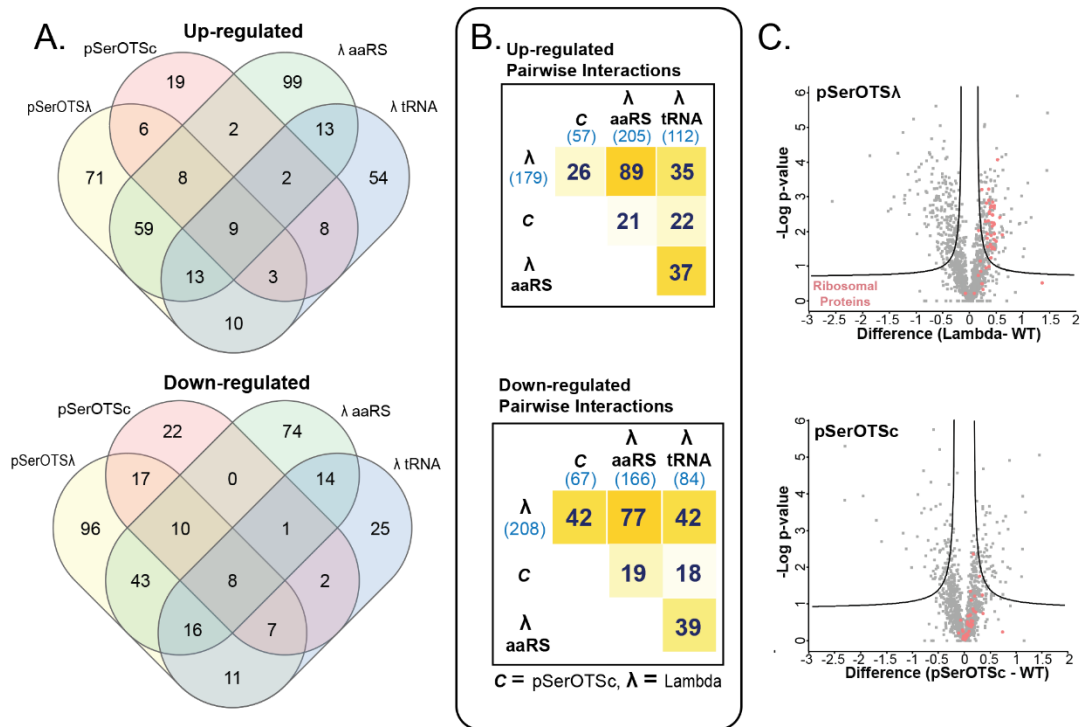 A.
Up-regulated
pSerOTSc
λ aaRS
pSerOTSλ
λ tRNA
19
99
6
2
13
71
8
2
54
59
9
8
13
3
10
Down-regulated
pSerOTSc
λ aaRS
pSerOTSλ
λ tRNA
22
74
17
0
14
96
10
1
25
43
8
2
16
7
11
B.
Up-regulated
Pairwise Interactions
λ λ
C aaRS tRNA
(57) (205) (112)
λ
(179) 26 89 35
C 21 22
λ
aaRS 37
Down-regulated
Pairwise Interactions
λ λ
C aaRS tRNA
(67) (166) (84)
λ
(208) 42 77 42
C 19 18
λ
aaRS 39
C = pSerOTSc, λ = Lambda
C.
pSerOTSλ
-Log p-value
6
5
4
3
2
1
0
Ribosomal
Proteins
-3 -2.5 -2 -1.5 -1 -0.5 0 0.5 1 1.5 2
Difference (Lambda- WT)
pSerOTSc
-Log p-value
6
5
4
3
2
1
0
-3 -2.5 -2 -1.5 -1 -0.5 0 0.5 1 1.5 2
Difference (pSerOTSc - WT)